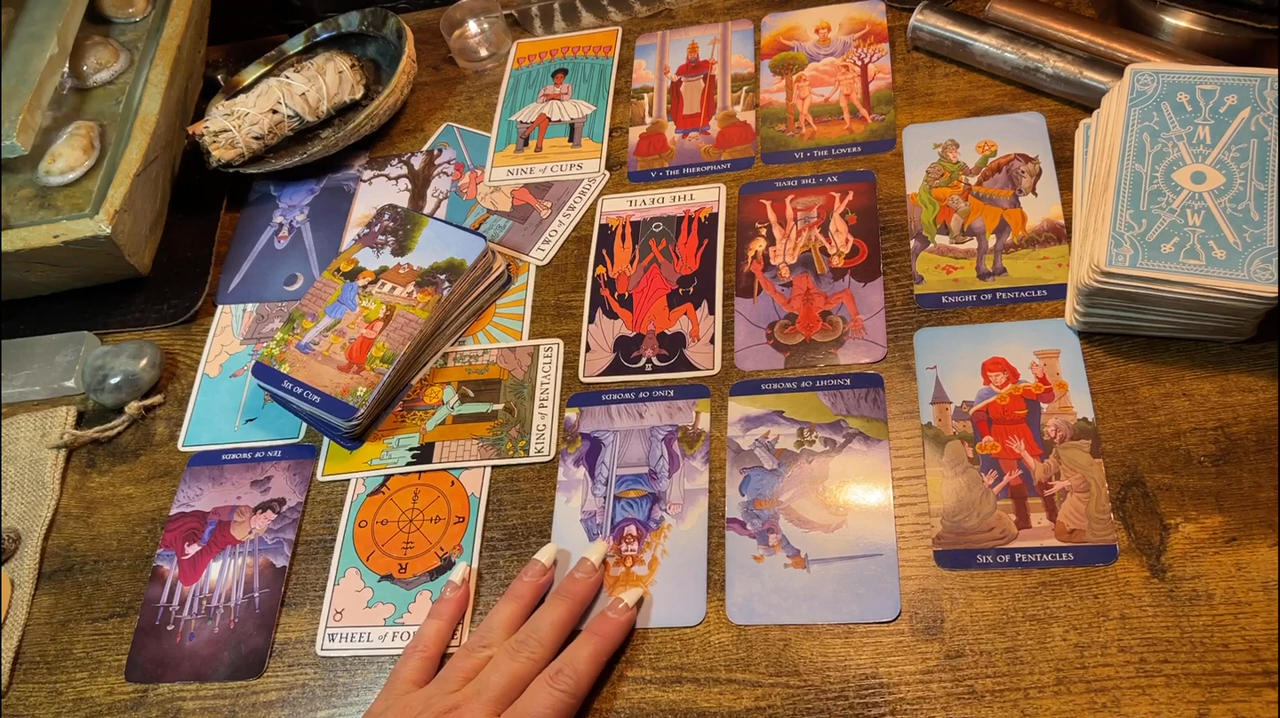 NINE of CUPS
V • THE HIEROPHANT
VI • THE LOVERS
TWO of SWORDS
THE DEVIL
XV • THE DEVIL
KNIGHT OF PENTACLES
M
W
SIX OF CUPS
KING of PENTACLES
KING OF SWORDS
KNIGHT OF SWORDS
SIX OF PENTACLES
TEN OF SWORDS
WHEEL of FO